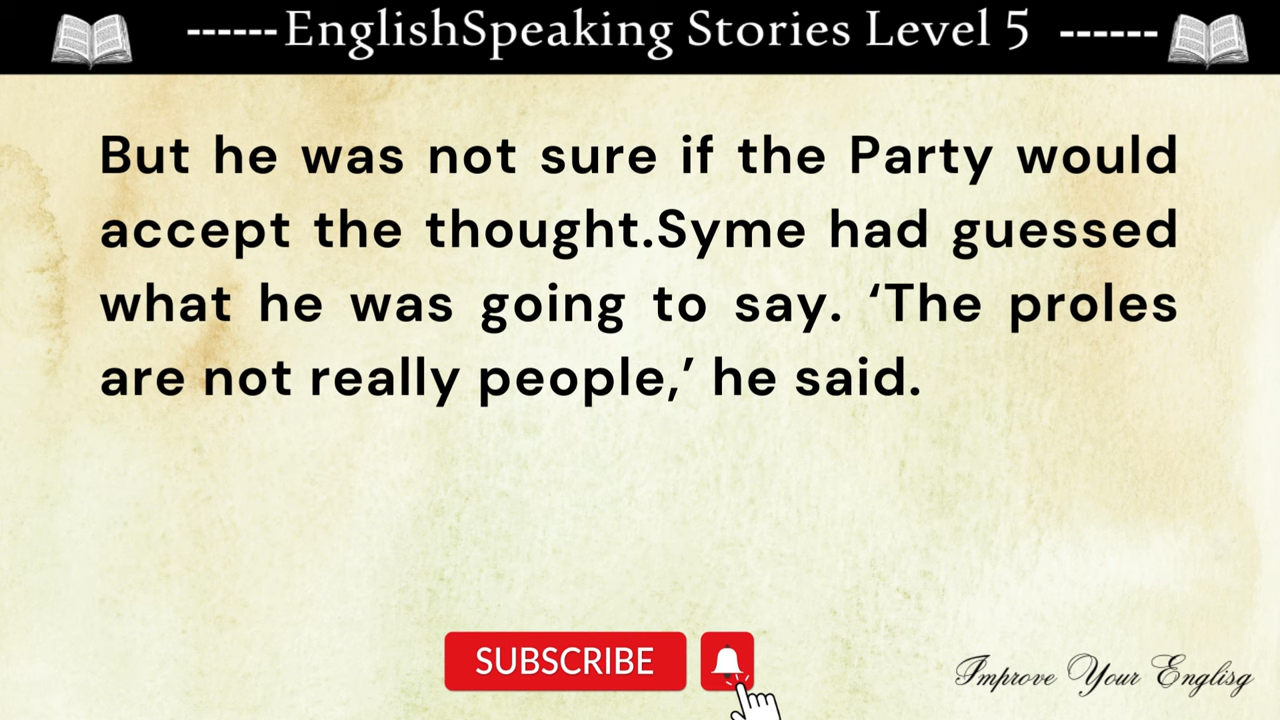 ------EnglishSpeaking Stories Level 5 ------
But he was not sure if the Party would
accept the thought.Syme had guessed
what he was going to say. ‘The proles
are not really people,’ he said.
SUBSCRIBE
Improve Your Englisg